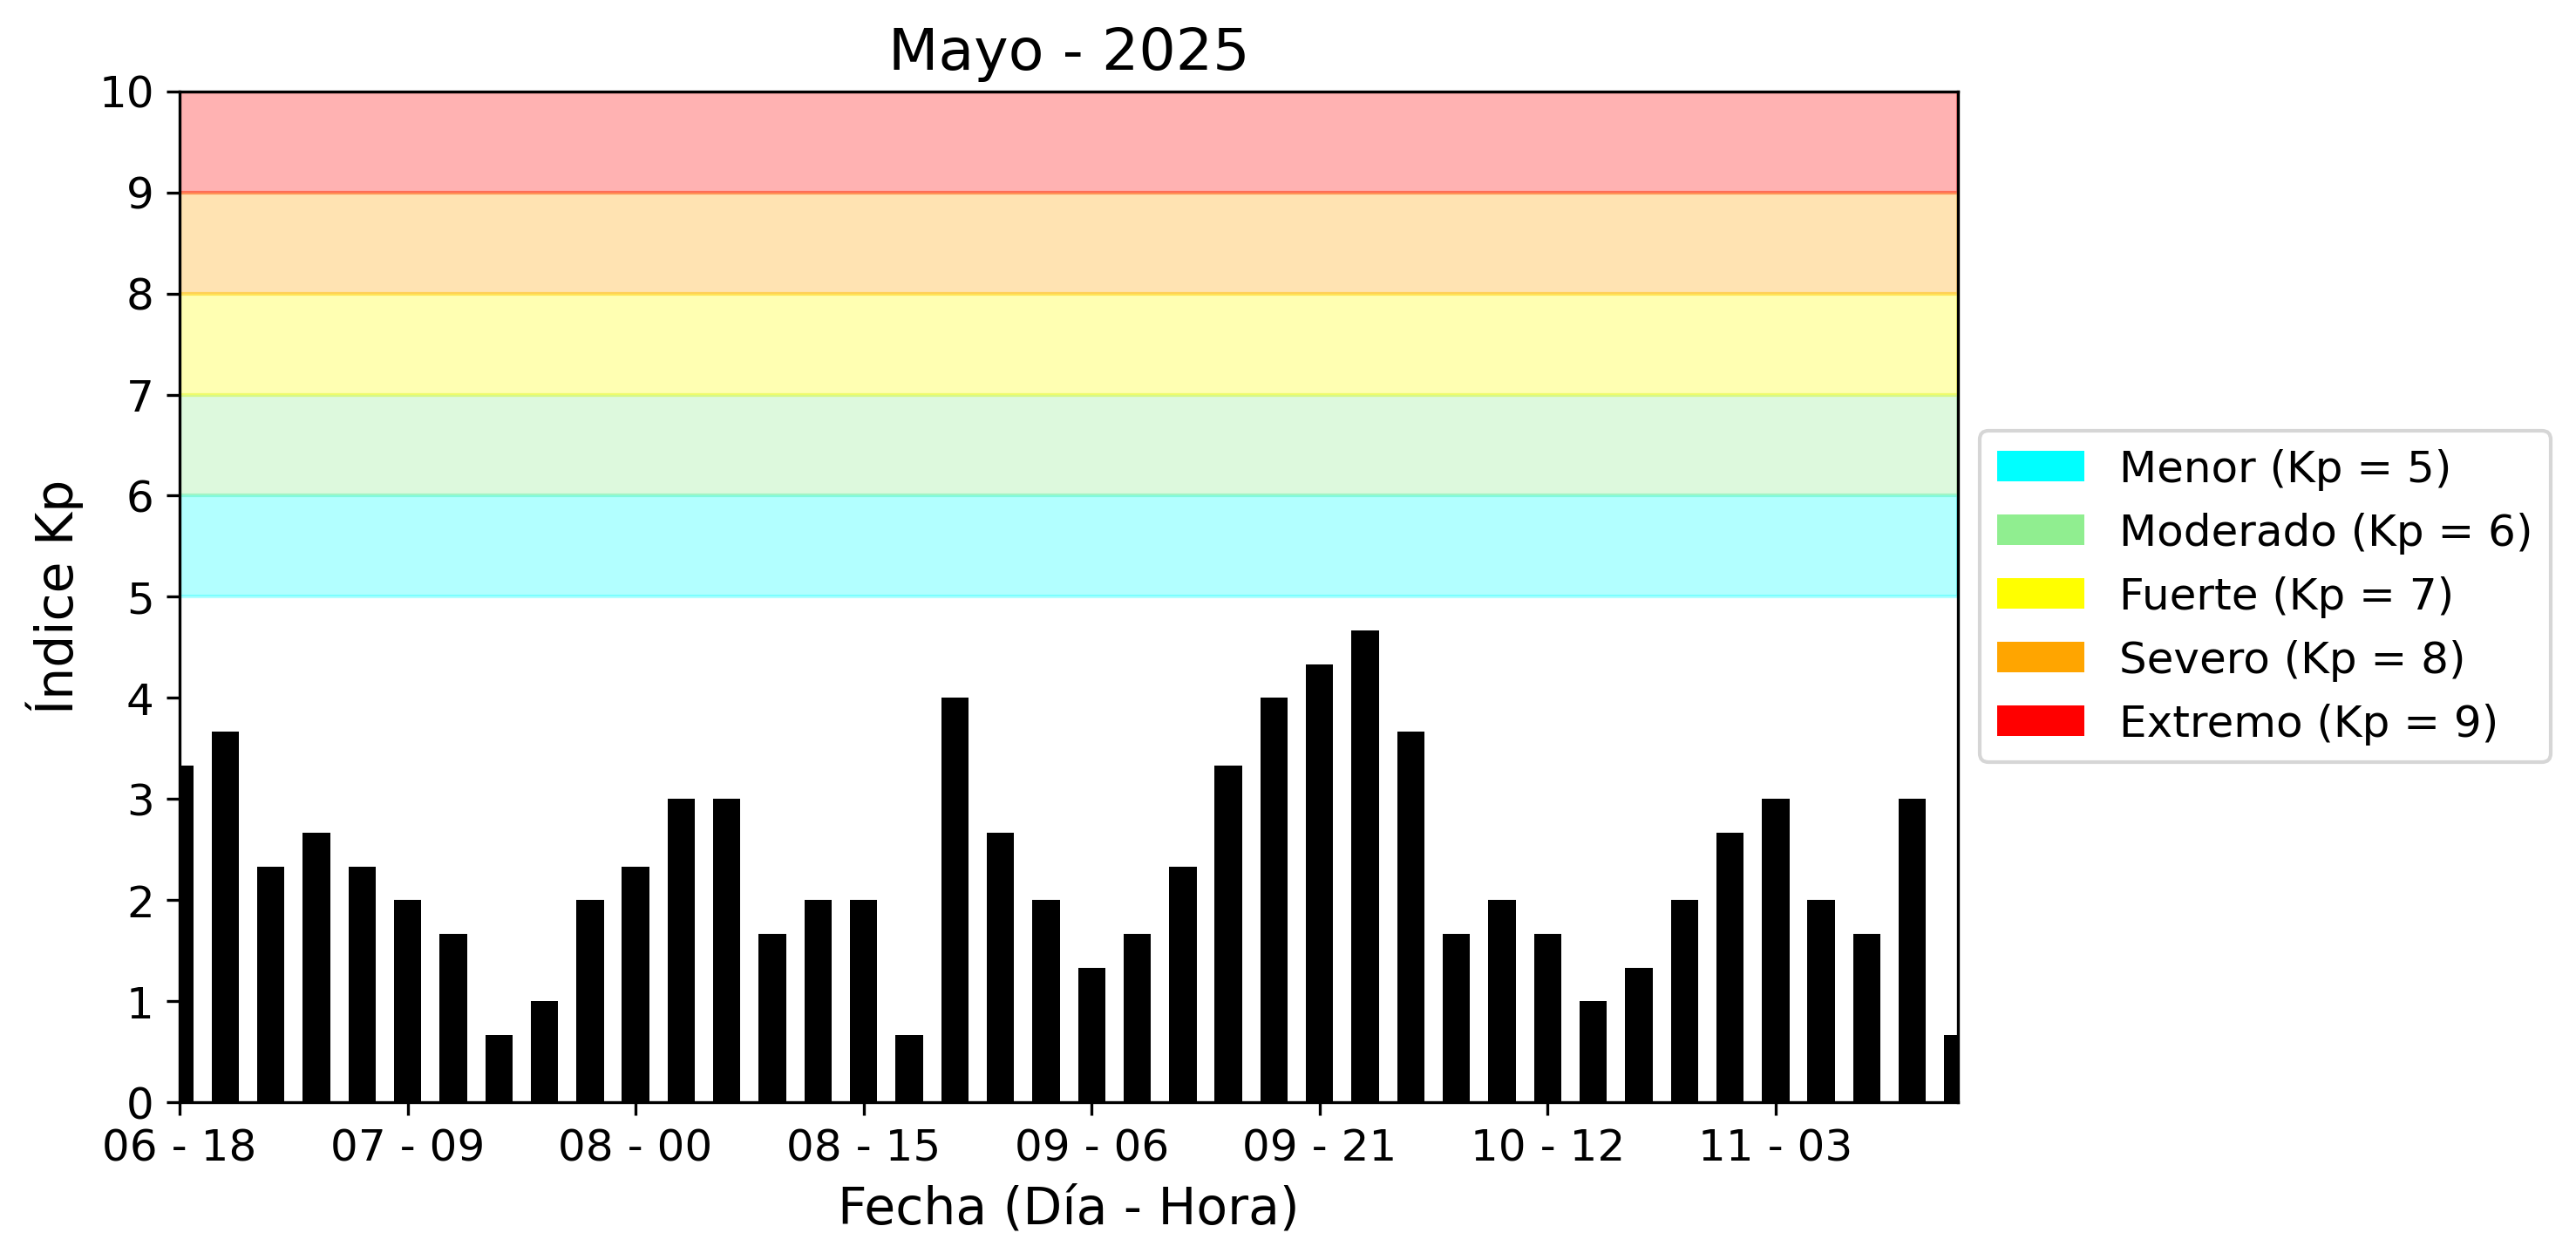 Mayo - 2025
10
9
8
7
6
5
4
3
2
1
0
Índice Kp
06 - 18
07 - 09
08 - 00
08 - 15
09 - 06
09 - 21
10 - 12
11 - 03
Fecha (Día - Hora)
Menor (Kp = 5)
Moderado (Kp = 6)
Fuerte (Kp = 7)
Severo (Kp = 8)
Extremo (Kp = 9)